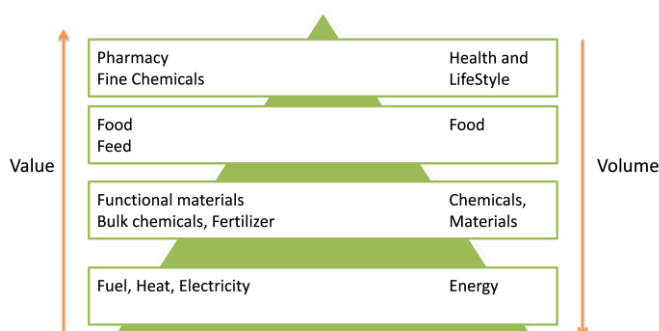 Pharmacy
Fine Chemicals
Health and
LifeStyle
Food
Feed
Food
Value
Volume
Functional materials
Bulk chemicals, Fertilizer
Chemicals,
Materials
Fuel, Heat, Electricity
Energy